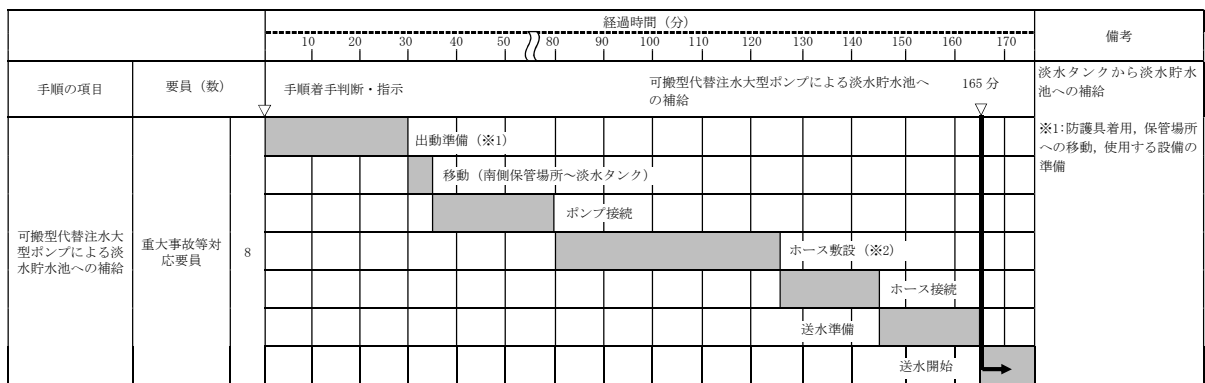 経過時間（分）
備考
10 20 30 40 50 80 90 100 110 120 130 140 150 160 170
手順の項目
要員（数）
手順着手判断・指示
可搬型代替注水大型ポンプによる淡水貯水池へ
の補給
165 分
淡水タンクから淡水貯水
池への補給
※1:防護具着用，保管場所
への移動，使用する設備の
準備
可搬型代替注水大
型ポンプによる淡
水貯水池への補給
重大事故等対
応要員
8
出動準備（※1）
移動（南側保管場所～淡水タンク）
ポンプ接続
ホース敷設（※2）
ホース接続
送水準備
送水開始